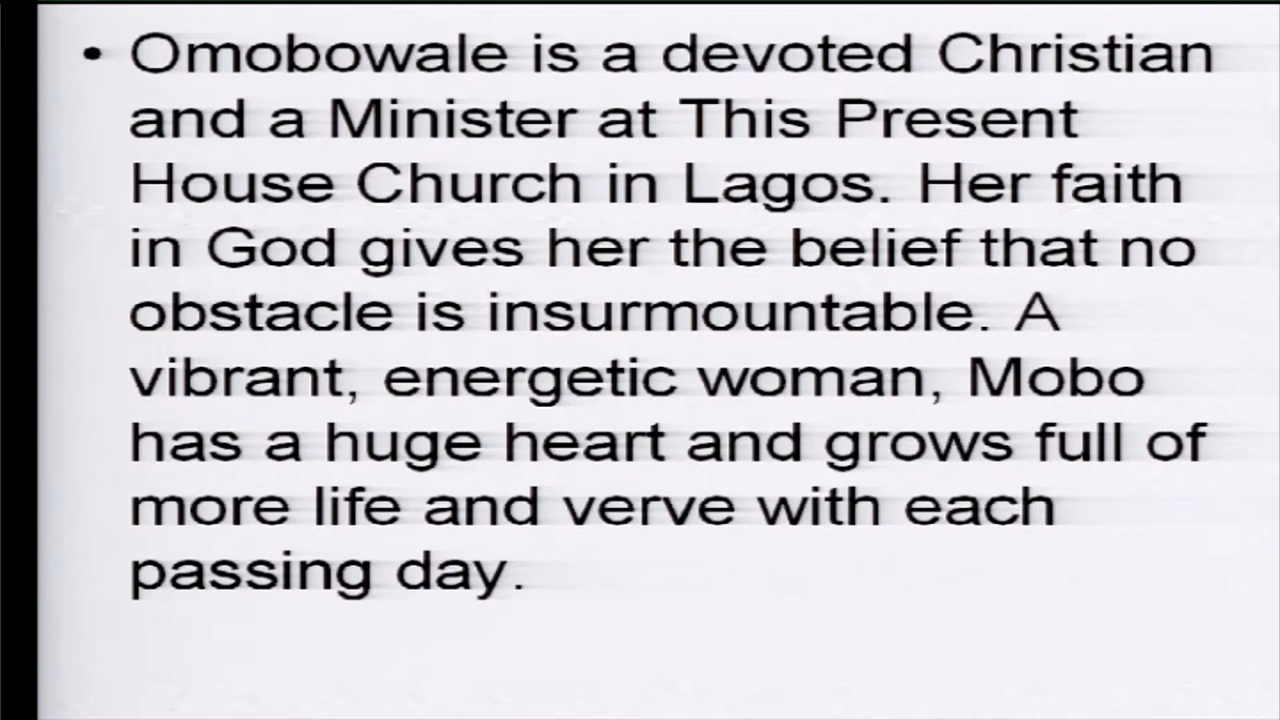 • Omobowale is a devoted Christian
and a Minister at This Present
House Church in Lagos. Her faith
in God gives her the belief that no
obstacle is insurmountable. A
vibrant, energetic woman, Mobo
has a huge heart and grows full of
more life and verve with each
passing day.